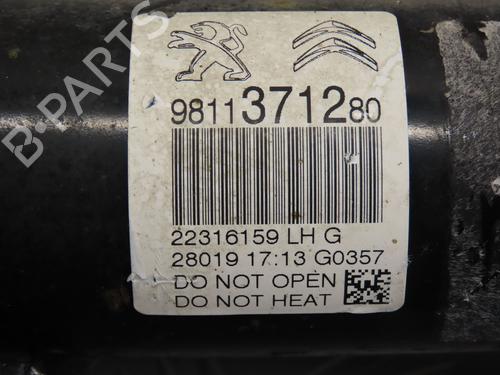 9811371280
22316159 LH G
28019 17:13 G0357
DO NOT OPEN
DO NOT HEAT
B-PARTS